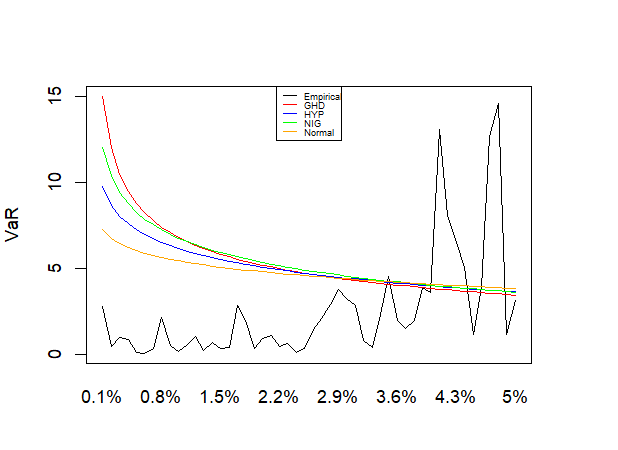 Empirical
GHD
HYP
NIG
Normal
VaR
15
10
5
0
0.1% 0.8% 1.5% 2.2% 2.9% 3.6% 4.3% 5%